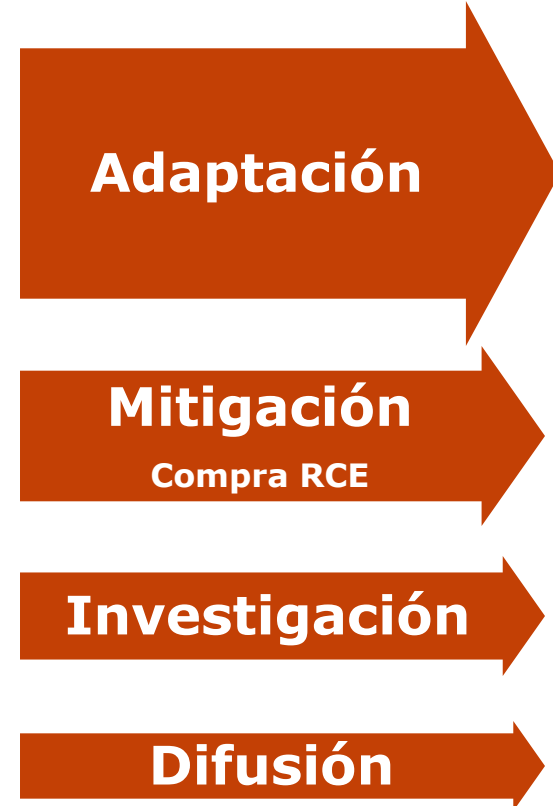 Adaptación
Mitigación
Compra RCE
Investigación
Difusión